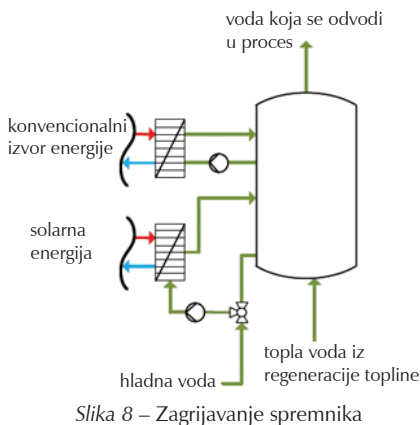 voda koja se odvodi
u proces
konvencionalni
izvor energije
solarna
energija
hladna voda
topla voda iz
regeneracije topline
Slika 8 – Zagrijavanje spremnika